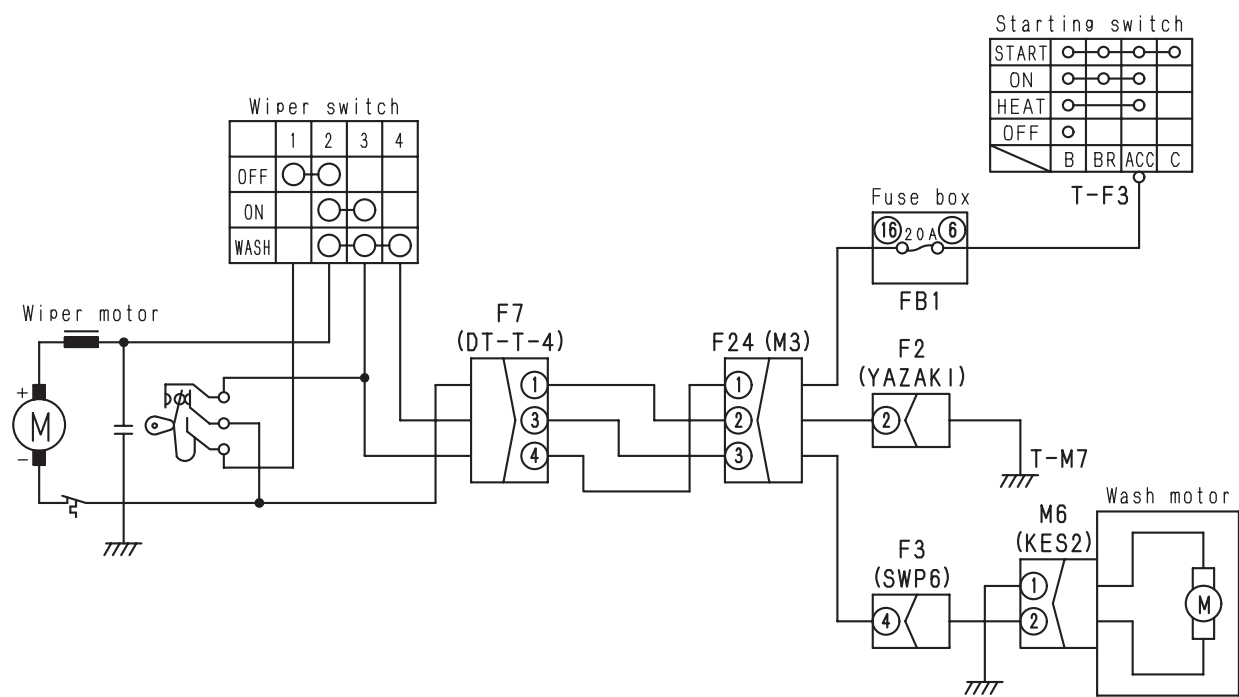 Starting switch
START
ON
HEAT
OFF
B BR ACC C
T-F3
Wiper switch
1 2 3 4
OFF
ON
WASH
Fuse box
16 20A 6
FB1
Wiper motor
+
M
-
F7
(DT-T-4)
1
3
4
F24 (M3)
1
2
3
F2
(YAZAKI)
2
T-M7
F3
(SWP6)
4
M6
(KES2)
1
2
Wash motor
M